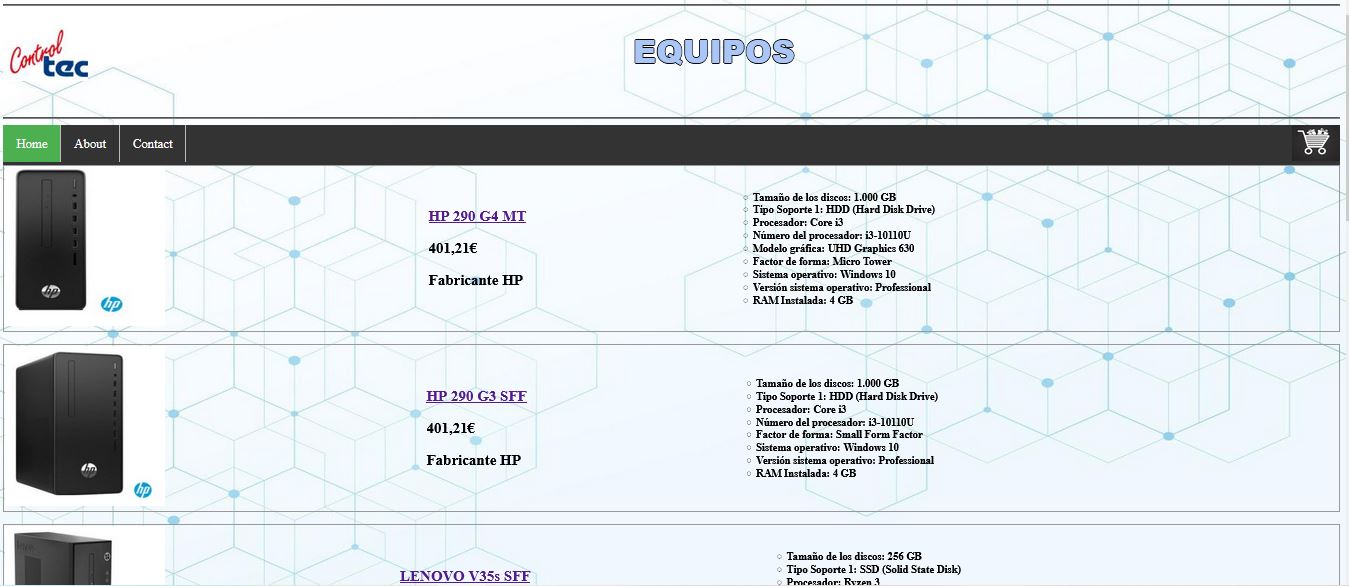 Control
tec
EQUIPOS
Home
About
Contact
hp
hp
HP 290 G4 MT
401,21€
Fabricante HP
Tamaño de los discos: 1.000 GB
Tipo Soporte 1: HDD (Hard Disk Drive)
Procesador: Core i3
Número del procesador: i3-10110U
Modelo gráfica: UHD Graphics 630
Factor de forma: Micro Tower
Sistema operativo: Windows 10
Versión sistema operativo: Professional
RAM Instalada: 4 GB
hp
hp
HP 290 G3 SFF
401,21€
Fabricante HP
Tamaño de los discos: 1.000 GB
Tipo Soporte 1: HDD (Hard Disk Drive)
Procesador: Core i3
Número del procesador: i3-10110U
Factor de forma: Small Form Factor
Sistema operativo: Windows 10
Versión sistema operativo: Professional
RAM Instalada: 4 GB
LENOVO V35s SFF
Tamaño de los discos: 256 GB
Tipo Soporte 1: SSD (Solid State Disk)
Procesador: Ryzen 3